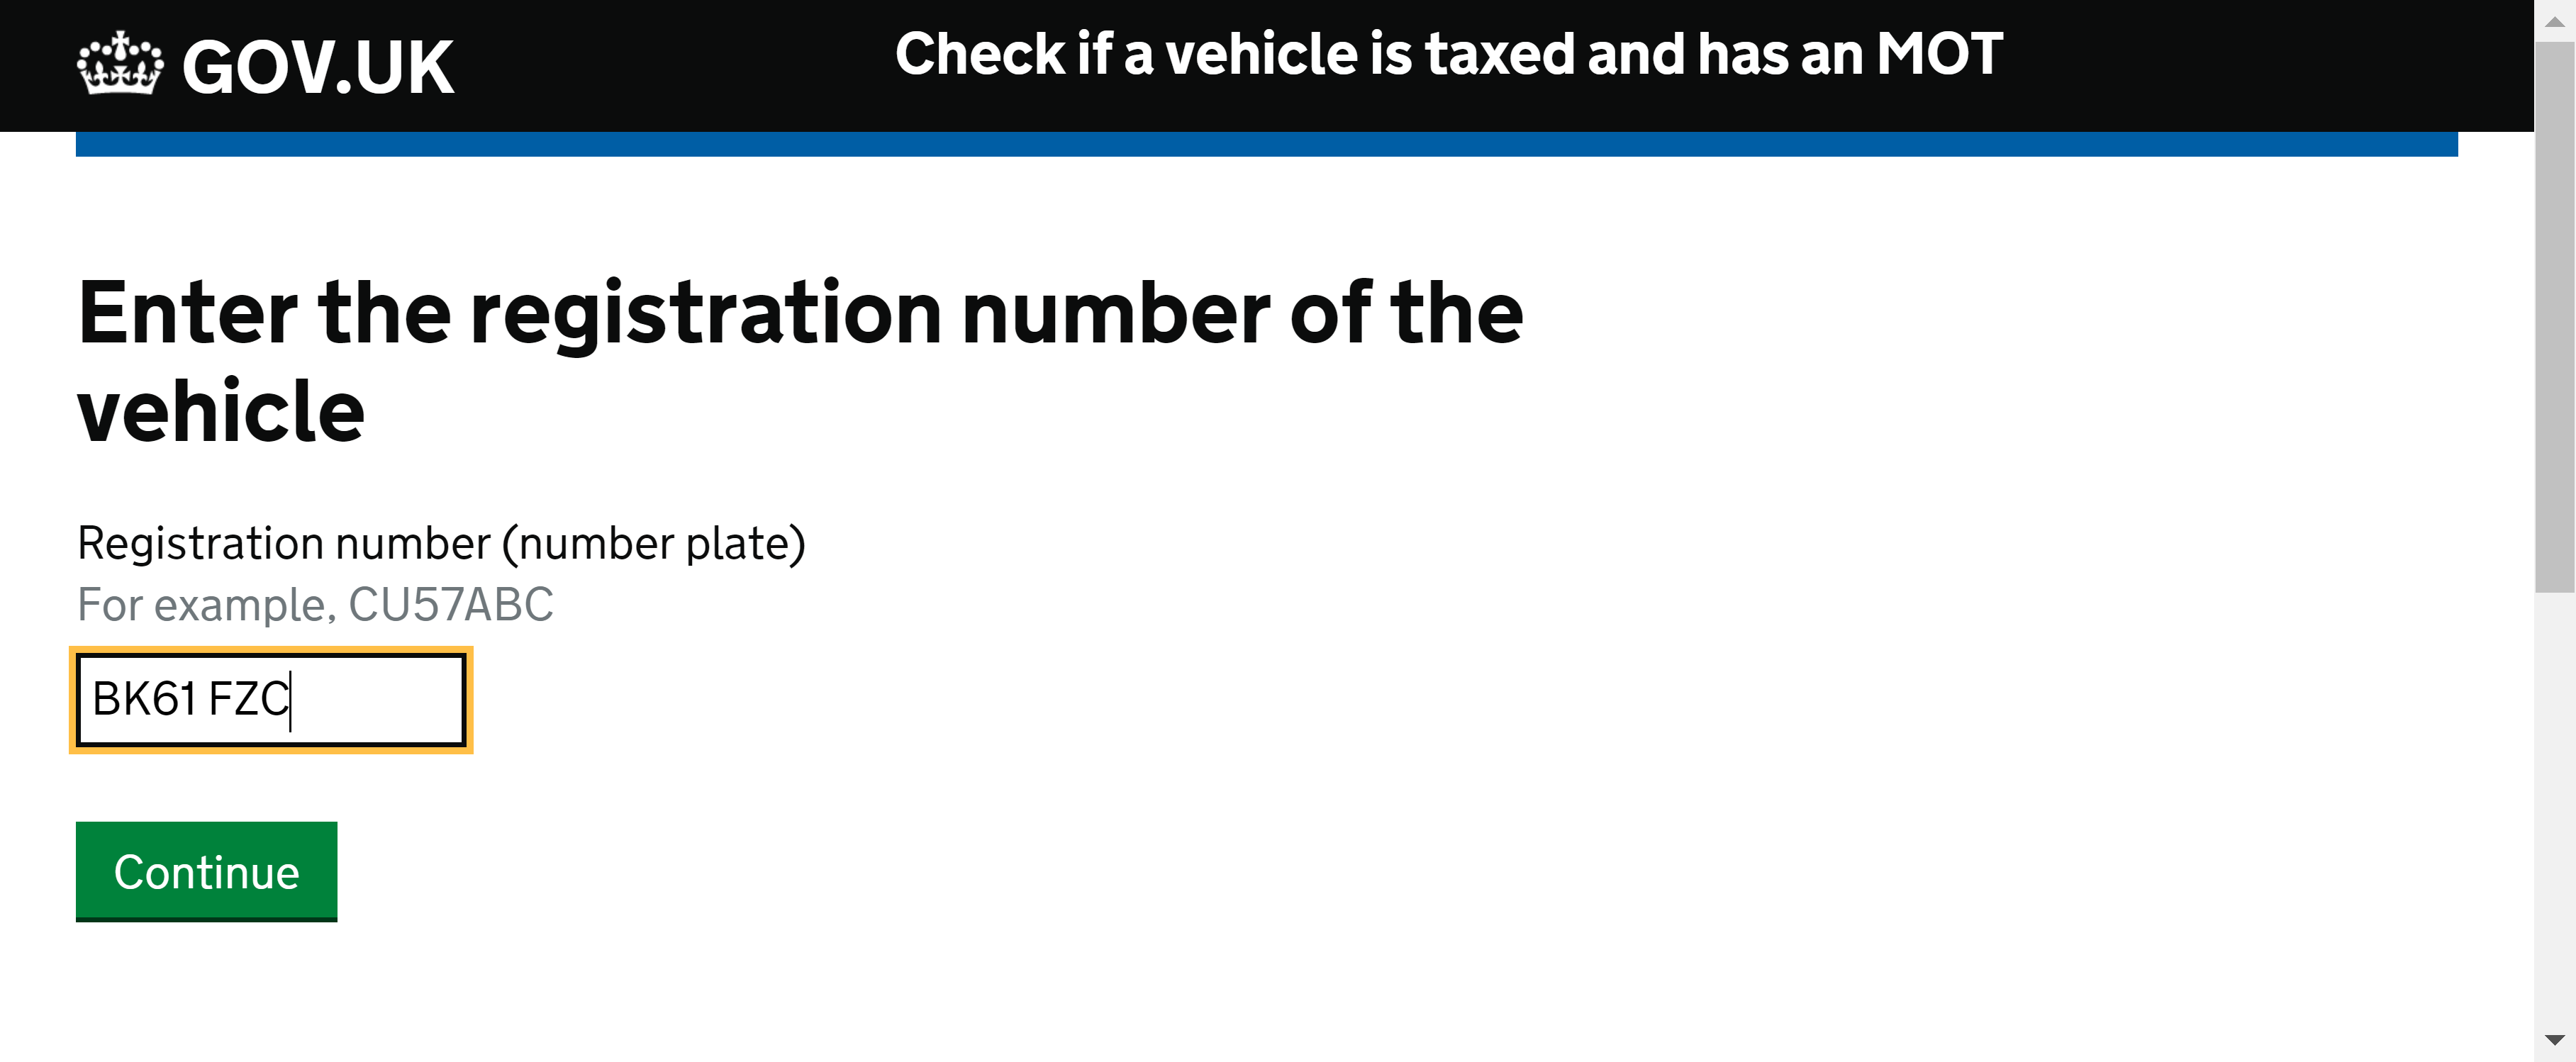 GOV.UK
Check if a vehicle is taxed and has an MOT
Enter the registration number of the
vehicle
Registration number (number plate)
For example, CU57ABC
BK61 FZC
Continue